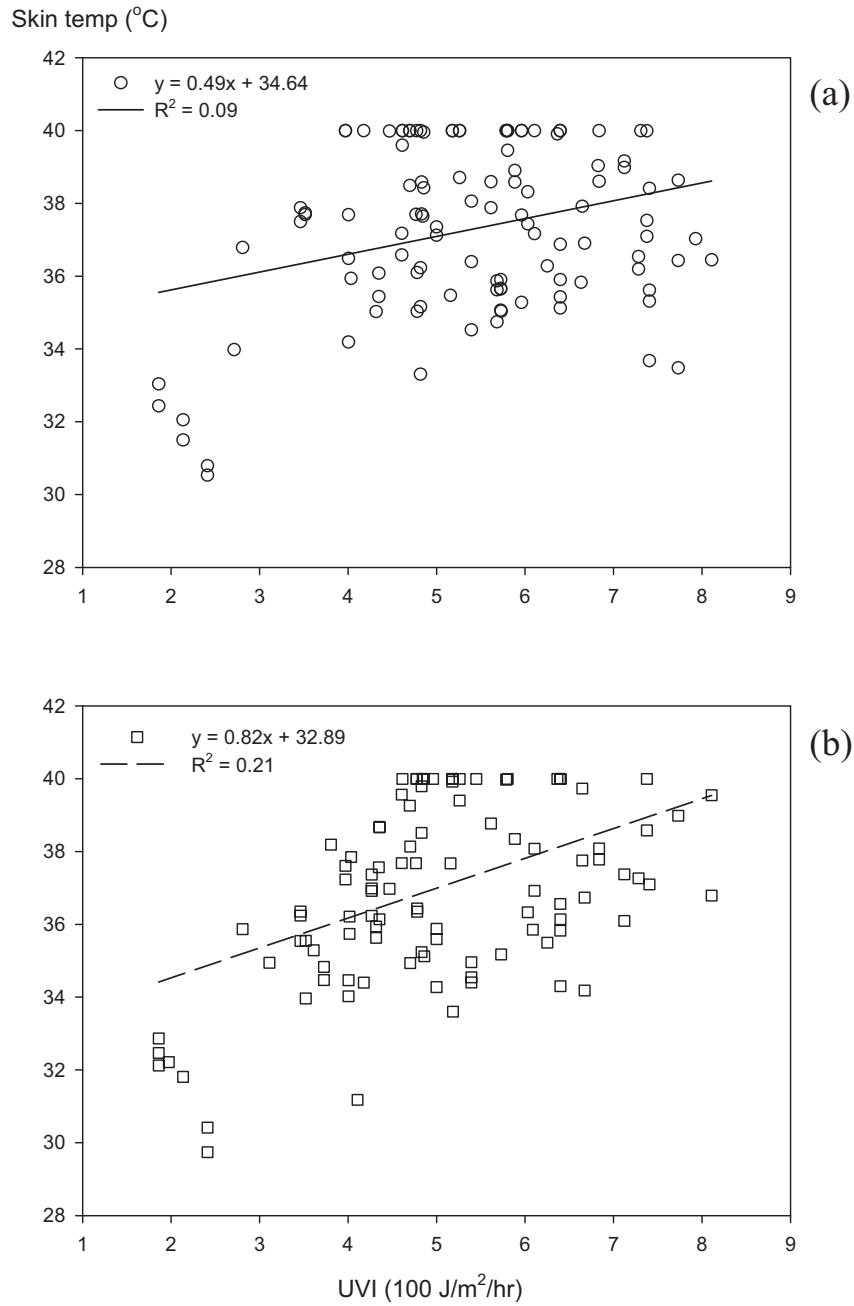 Skin temp (°C)
42
y = 0.49x + 34.64
R² = 0.09
(a)
40
38
36
34
32
30
28
1 2 3 4 5 6 7 8 9
42
y = 0.82x + 32.89
R² = 0.21
(b)
40
38
36
34
32
30
28
1 2 3 4 5 6 7 8 9
UVI (100 J/m²/hr)